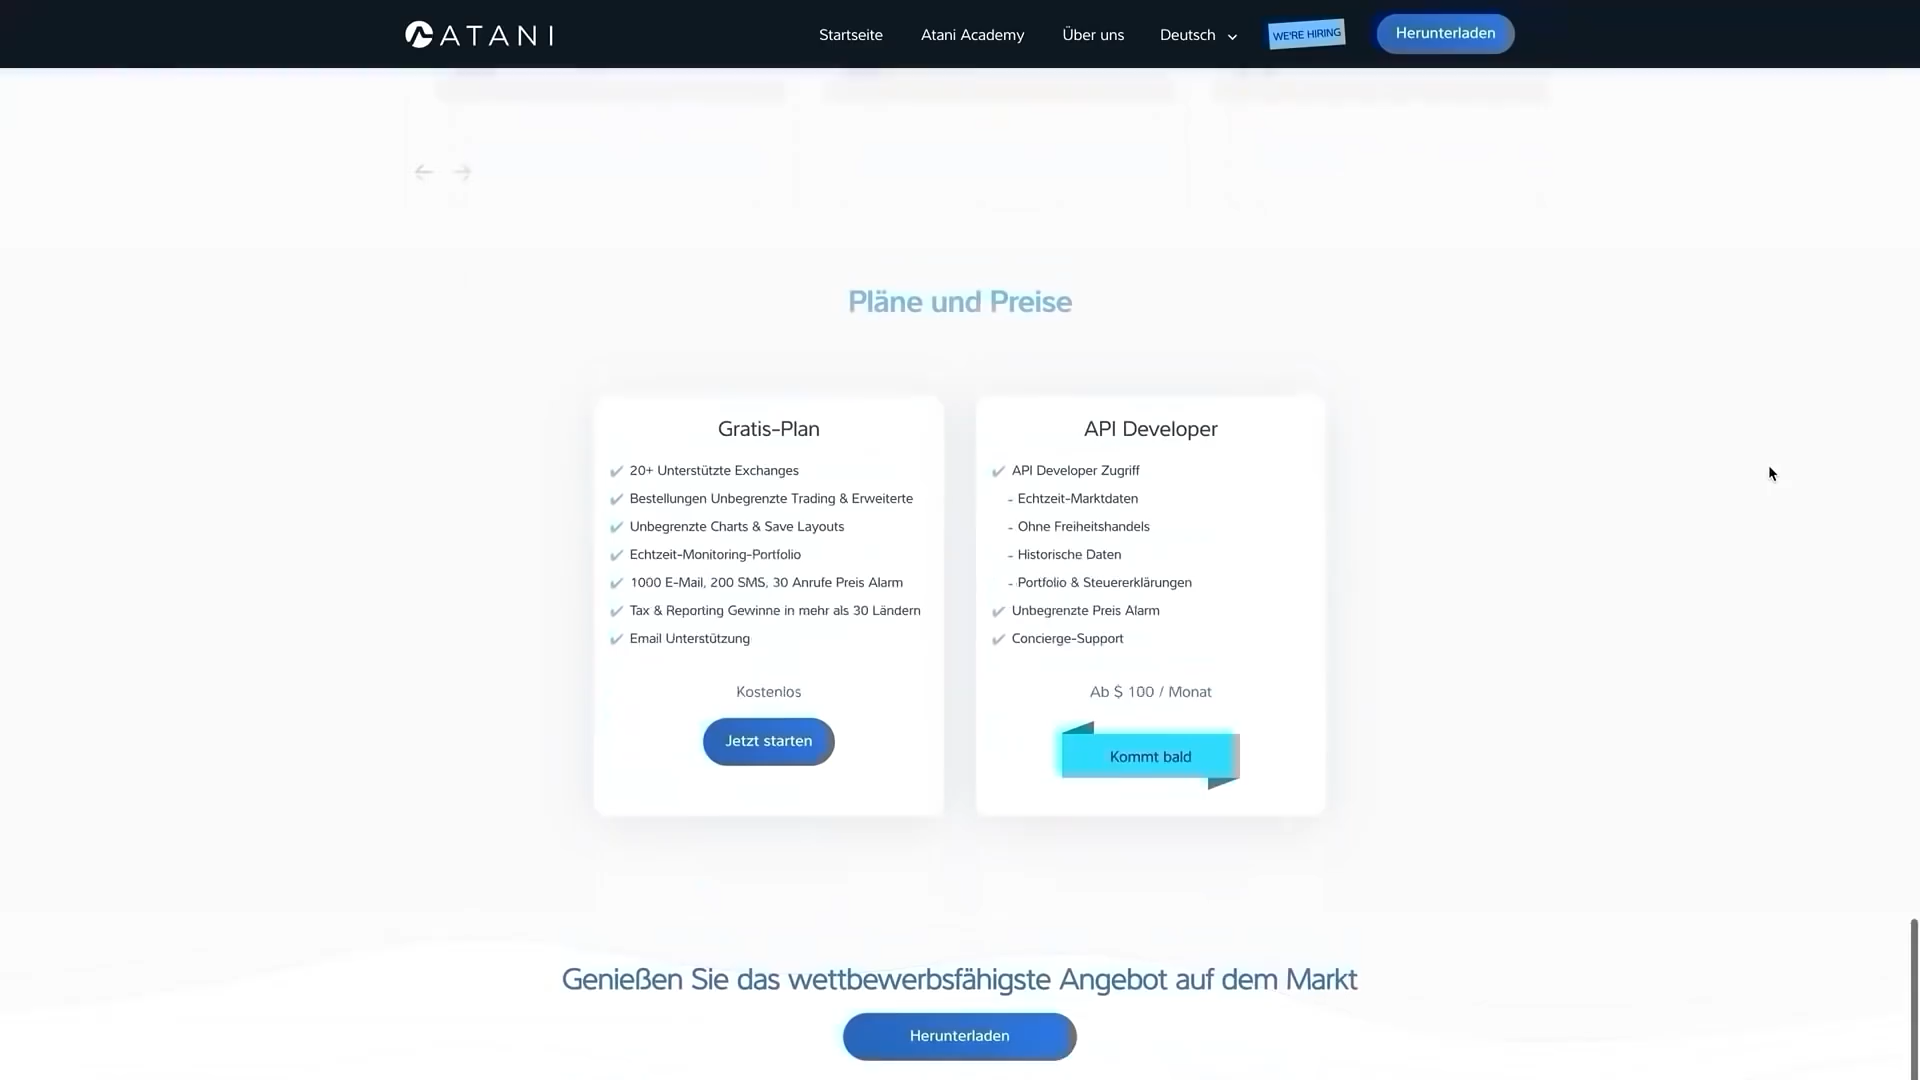 ATANI
Startseite
Atani Academy
Über uns
Deutsch
WE'RE HIRING
Herunterladen
Pläne und Preise
Gratis-Plan
20+ Unterstützte Exchanges
Bestellungen Unbegrenzte Trading & Erweiterte
Unbegrenzte Charts & Save Layouts
Echtzeit-Monitoring-Portfolio
1000 E-Mail, 200 SMS, 30 Anrufe Preis Alarm
Tax & Reporting Gewinne in mehr als 30 Ländern
Email Unterstützung
Kostenlos
Jetzt starten
API Developer
API Developer Zugriff
- Echtzeit-Marktdaten
- Ohne Freiheitshandels
- Historische Daten
- Portfolio & Steuererklärungen
Unbegrenzte Preis Alarm
Concierge-Support
Ab $ 100 / Monat
Kommt bald
Genießen Sie das wettbewerbsfähigste Angebot auf dem Markt
Herunterladen